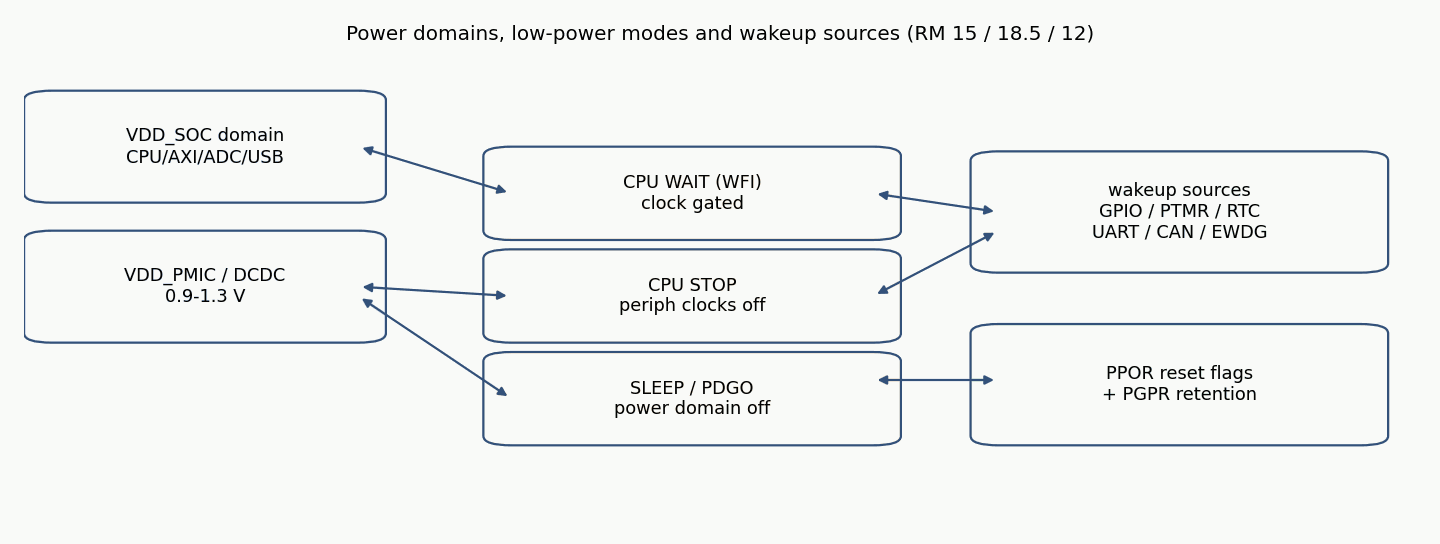 Power domains, low-power modes and wakeup sources (RM 15 / 18.5 / 12)
VDD_SOC domain
CPU/AXI/ADC/USB
VDD_PMIC / DCDC
0.9-1.3 V
CPU WAIT (WFI)
clock gated
CPU STOP
periph clocks off
SLEEP / PDGO
power domain off
wakeup sources
GPIO / PTMR / RTC
UART / CAN / EWDG
PPOR reset flags
+ PGPR retention